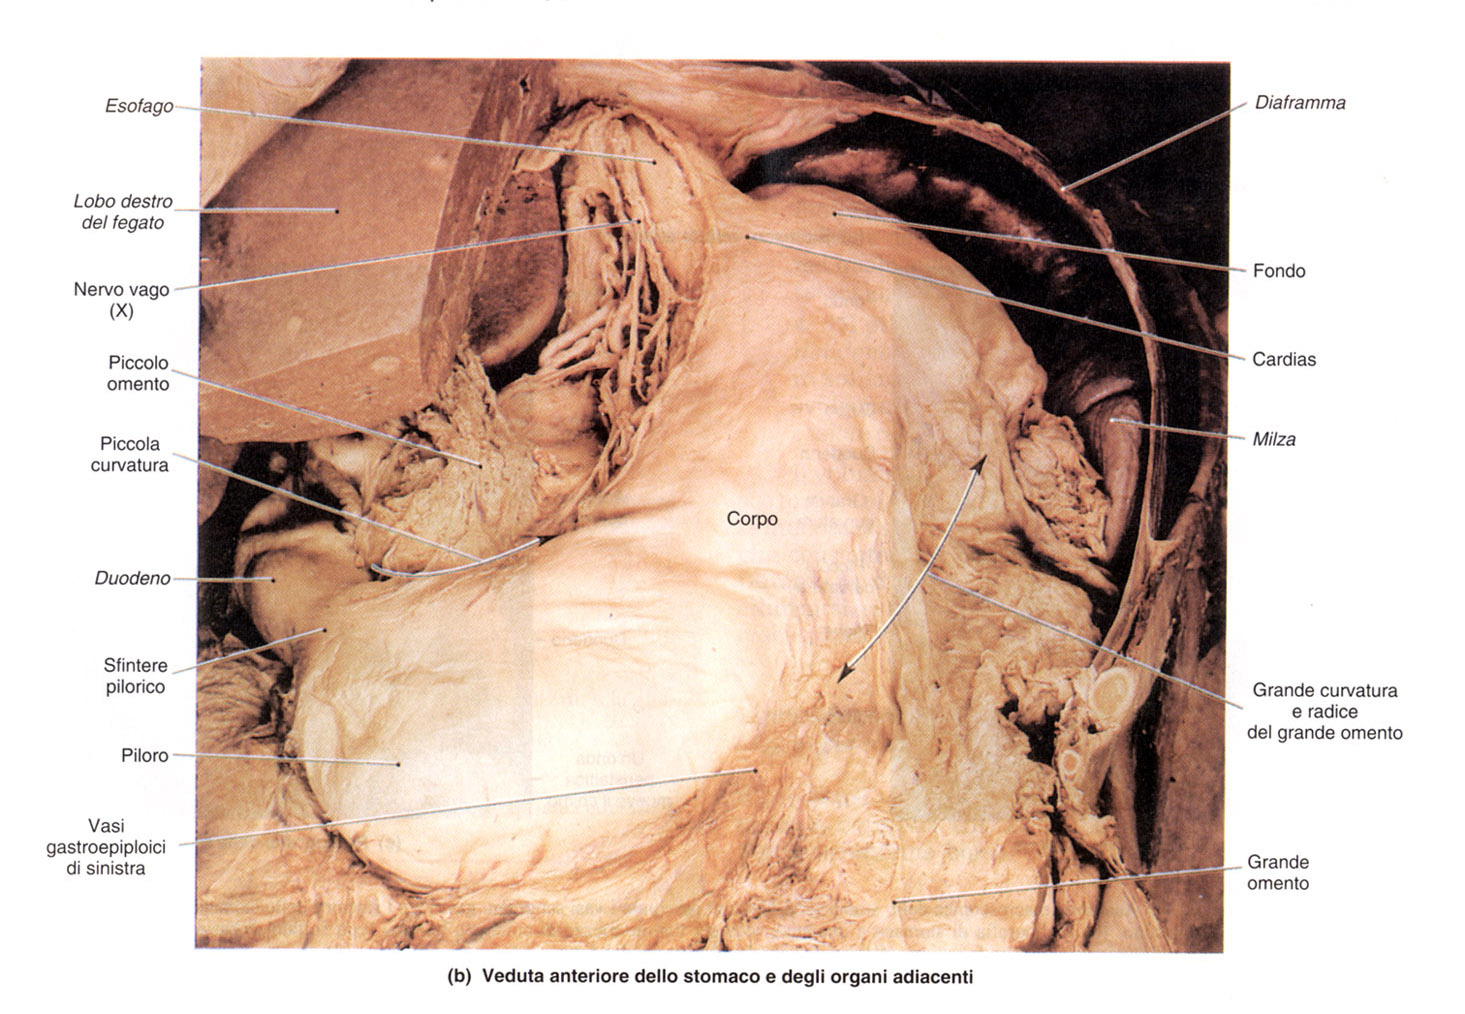 Esofago
Lobo destro
del fegato
Nervo vago
(X)
Piccolo
omento
Piccola
curvatura
Duodeno
Sfintere
pilorico
Piloro
Vasi
gastroepiploici
di sinistra
Corpo
Diaframma
Fondo
Cardias
Milza
Grande curvatura
e radice
del grande omento
Grande
omento
(b) Veduta anteriore dello stomaco e degli organi adiacenti